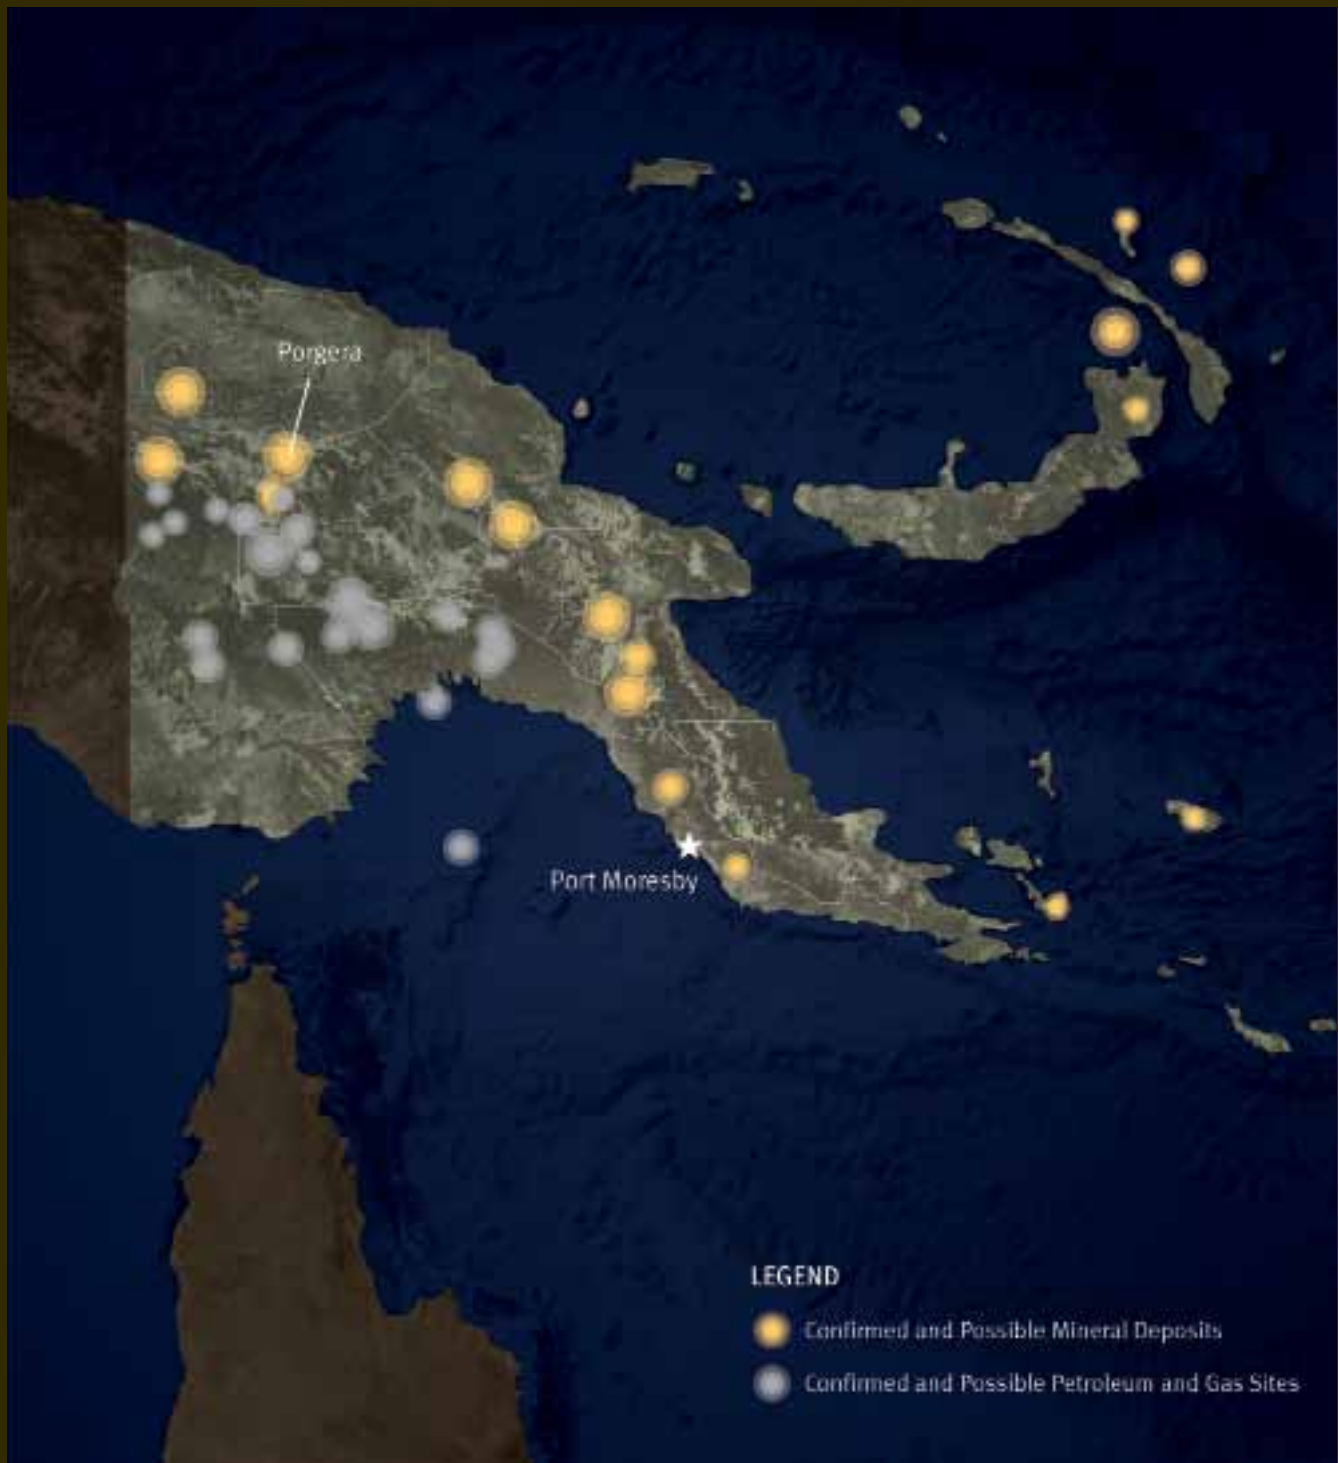 Porgera
Port Moresby
LEGEND
Confirmed and Possible Mineral Deposits
Confirmed and Possible Petroleum and Gas Sites